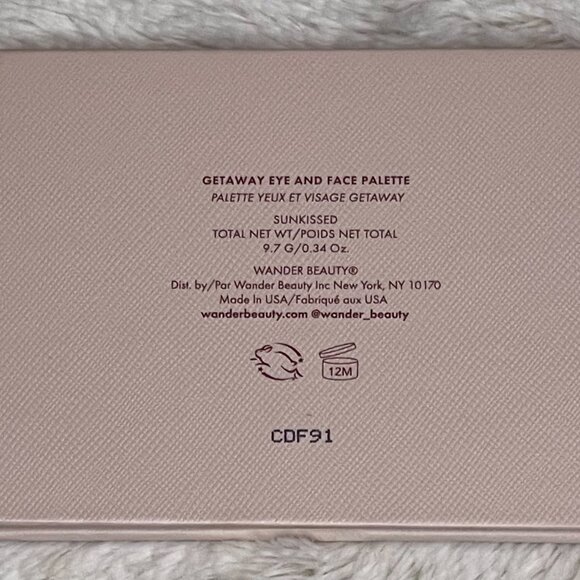 GETAWAY EYE AND FACE PALETTE
PALETTE YEUX ET VISAGE GETAWAY
SUNKISSED
TOTAL NET WT/POIDS NET TOTAL
9.7 G/0.34 Oz.
WANDER BEAUTY®
Dist. by/Par Wander Beauty Inc New York, NY 10170
Made In USA/Fabriqué aux USA
wanderbeauty.com @wander_beauty
12M
CDF91